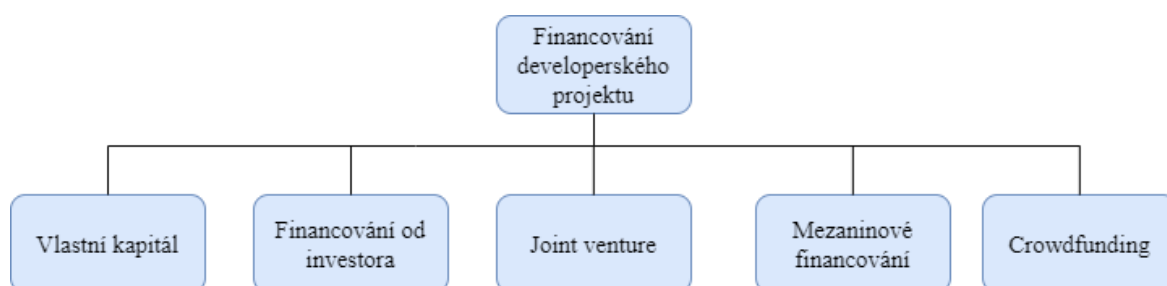 Financování
developerského
projektu
Vlastní kapitál
Financování od
investora
Joint venture
Mezaninové
financování
Crowdfunding